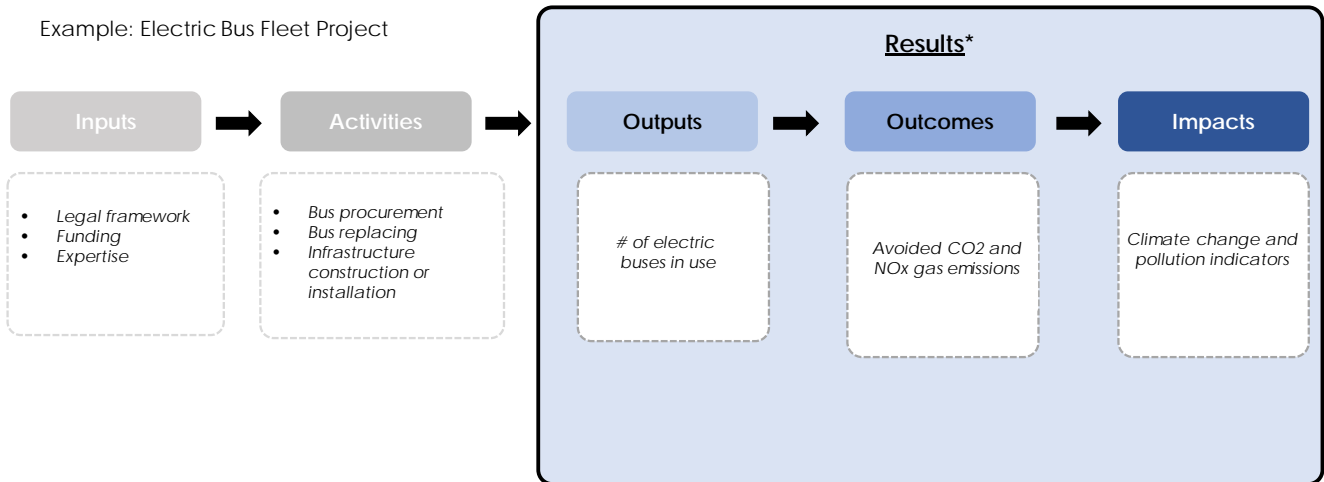 Example: Electric Bus Fleet Project
Results*
Inputs
Activities
Outputs
Outcomes
Impacts
• Legal framework
• Funding
• Expertise
• Bus procurement
• Bus replacing
• Infrastructure
construction or
installation
# of electric
buses in use
Avoided CO2 and
NOx gas emissions
Climate change and
pollution indicators